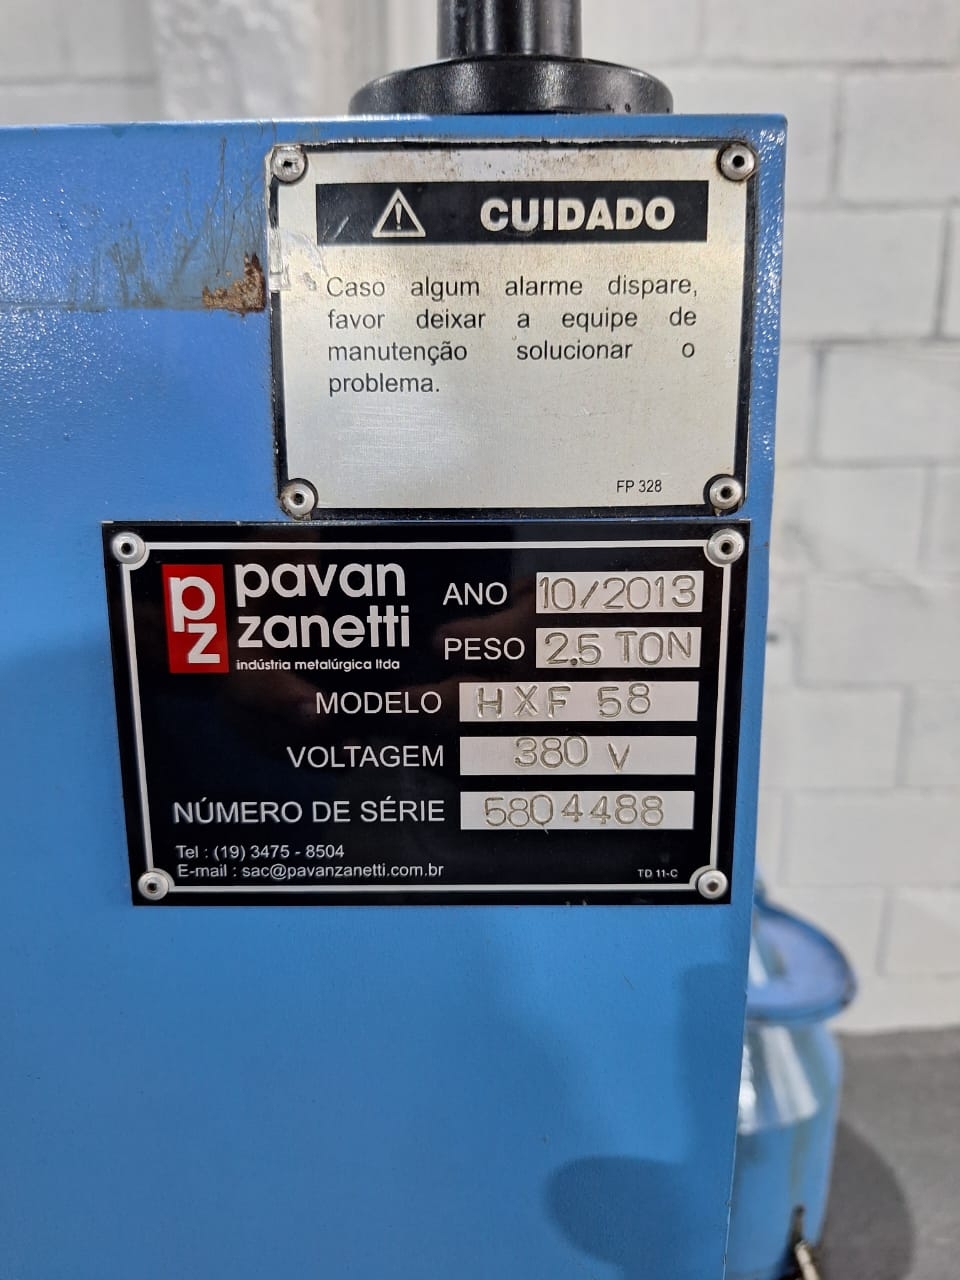 CUIDADO
Caso algum alarme dispare,
favor deixar a equipe de
manutenção solucionar o
problema.
FP 328
pz pavan
zanetti
indústria metalúrgica ltda
ANO 10/2013
PESO 2.5 TON
MODELO HXF 58
VOLTAGEM 380 V
NÚMERO DE SÉRIE 5804488
Tel : (19) 3475 - 8504
E-mail : sac@pavanzanetti.com.br
TD 11-C